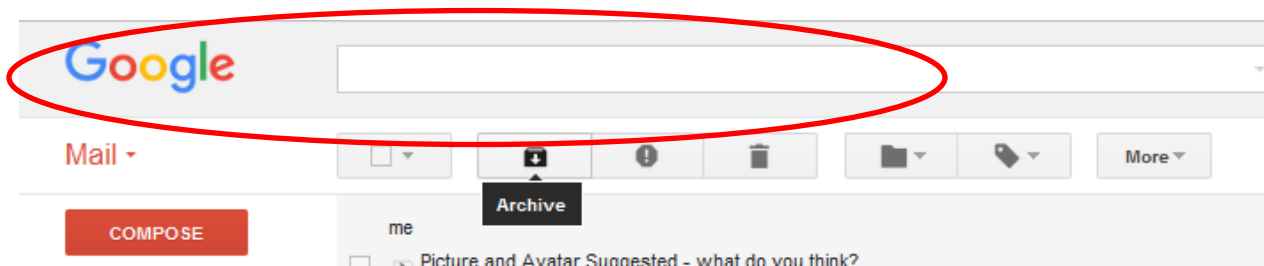 Google
Mail
More
Archive
COMPOSE
me
Picture and Avatar Suggested - what do you think?